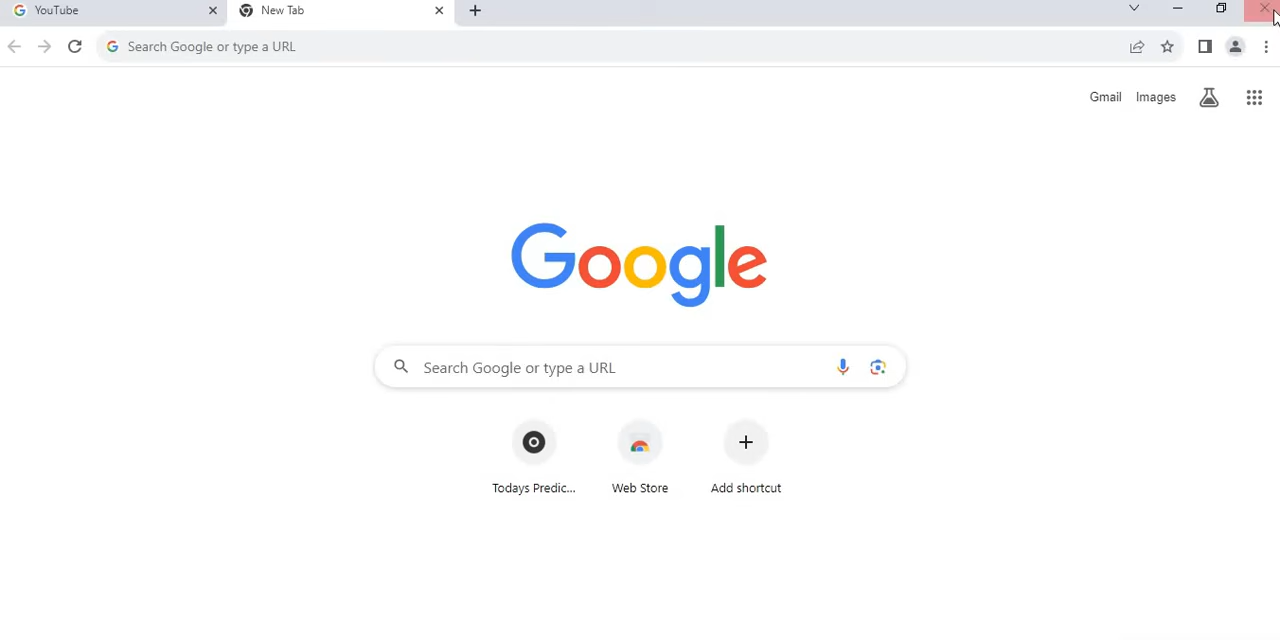 YouTube
New Tab
Search Google or type a URL
Gmail Images
Google
Search Google or type a URL
Todays Predic... Web Store Add shortcut